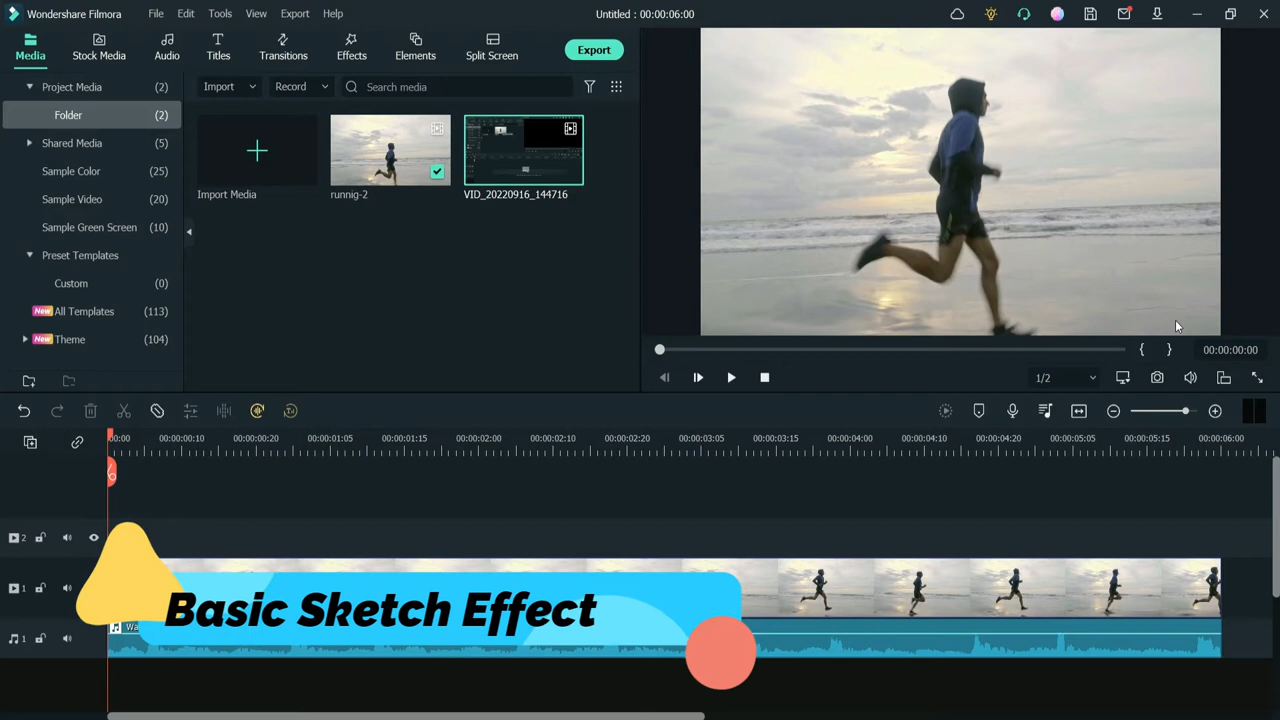 Wondershare Filmora File Edit Tools View Export Help Untitled : 00:00:06:00
Media Stock Media Audio Titles Transitions Effects Elements Split Screen Export
Project Media (2) Import Record Search media
Folder (2)
Shared Media (5)
Sample Color (25)
Sample Video (20)
Import Media runnig-2 VID_20220916_144716
Sample Green Screen (10)
Preset Templates
Custom (0)
New All Templates (113)
New Theme (104)
{ } 00:00:00:00
1/2
:00:00 00:00:00:10 00:00:00:20 00:00:01:05 00:00:01:15 00:00:02:00 00:00:02:10 00:00:02:20 00:00:03:05 00:00:03:15 00:00:04:00 00:00:04:10 00:00:04:20 00:00:05:05 00:00:05:15 00:00:06:00
2
1
Basic Sketch Effect
1